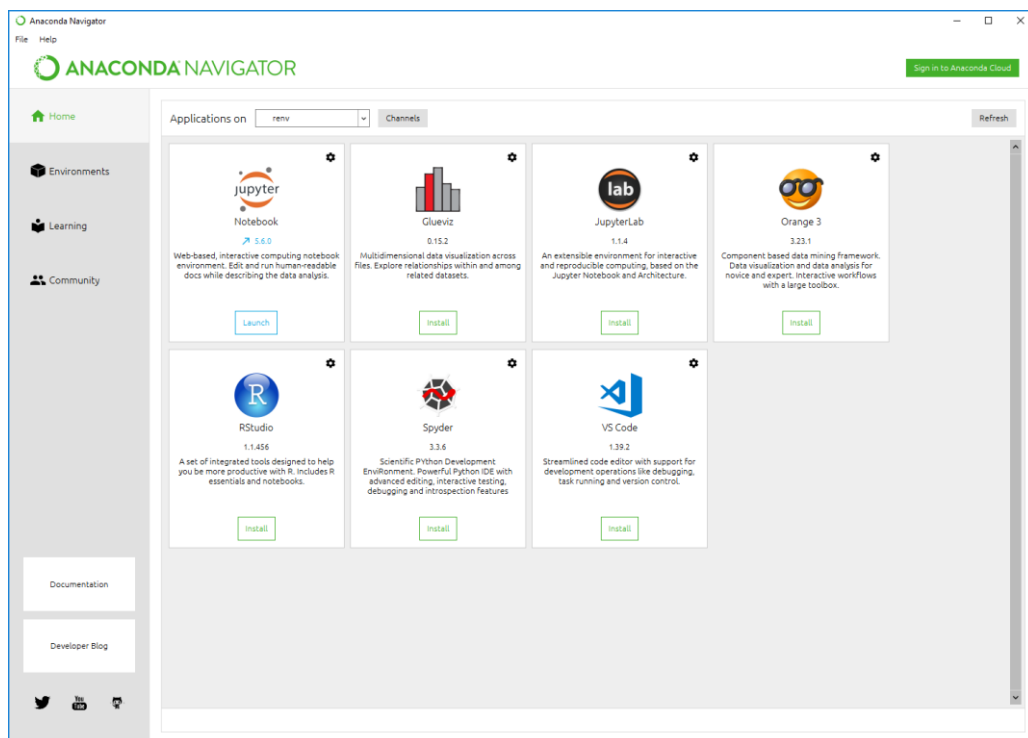 Anaconda Navigator
File Help
ANACONDA NAVIGATOR
Sign in to Anaconda Cloud
Home
Environments
Learning
Community
Documentation
Developer Blog
You
Tube
Applications on renv Channels Refresh
jupyter
Notebook
5.6.0
Web-based, interactive computing notebook
environment. Edit and run human-readable
docs while describing the data analysis.
Launch
Glueviz
0.15.2
Multidimensional data visualization across
files. Explore relationships within and among
related datasets.
Install
lab
JupyterLab
1.1.4
An extensible environment for interactive
and reproducible computing, based on the
Jupyter Notebook and Architecture.
Install
Orange 3
3.23.1
Component based data mining framework.
Data visualization and data analysis for
novice and expert. Interactive workflows
with a large toolbox.
Install
R
RStudio
1.1.456
A set of integrated tools designed to help
you be more productive with R. Includes R
essentials and notebooks.
Install
Spyder
3.3.6
Scientific PYthon Development
EnviRonment. Powerful Python IDE with
advanced editing, interactive testing,
debugging and introspection features
Install
VS Code
1.39.2
Streamlined code editor with support for
development operations like debugging,
task running and version control.
Install